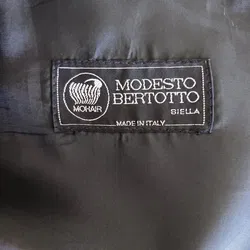 MOHAIR
MODESTO
BERTOTTO
BIELLA
MADE IN ITALY